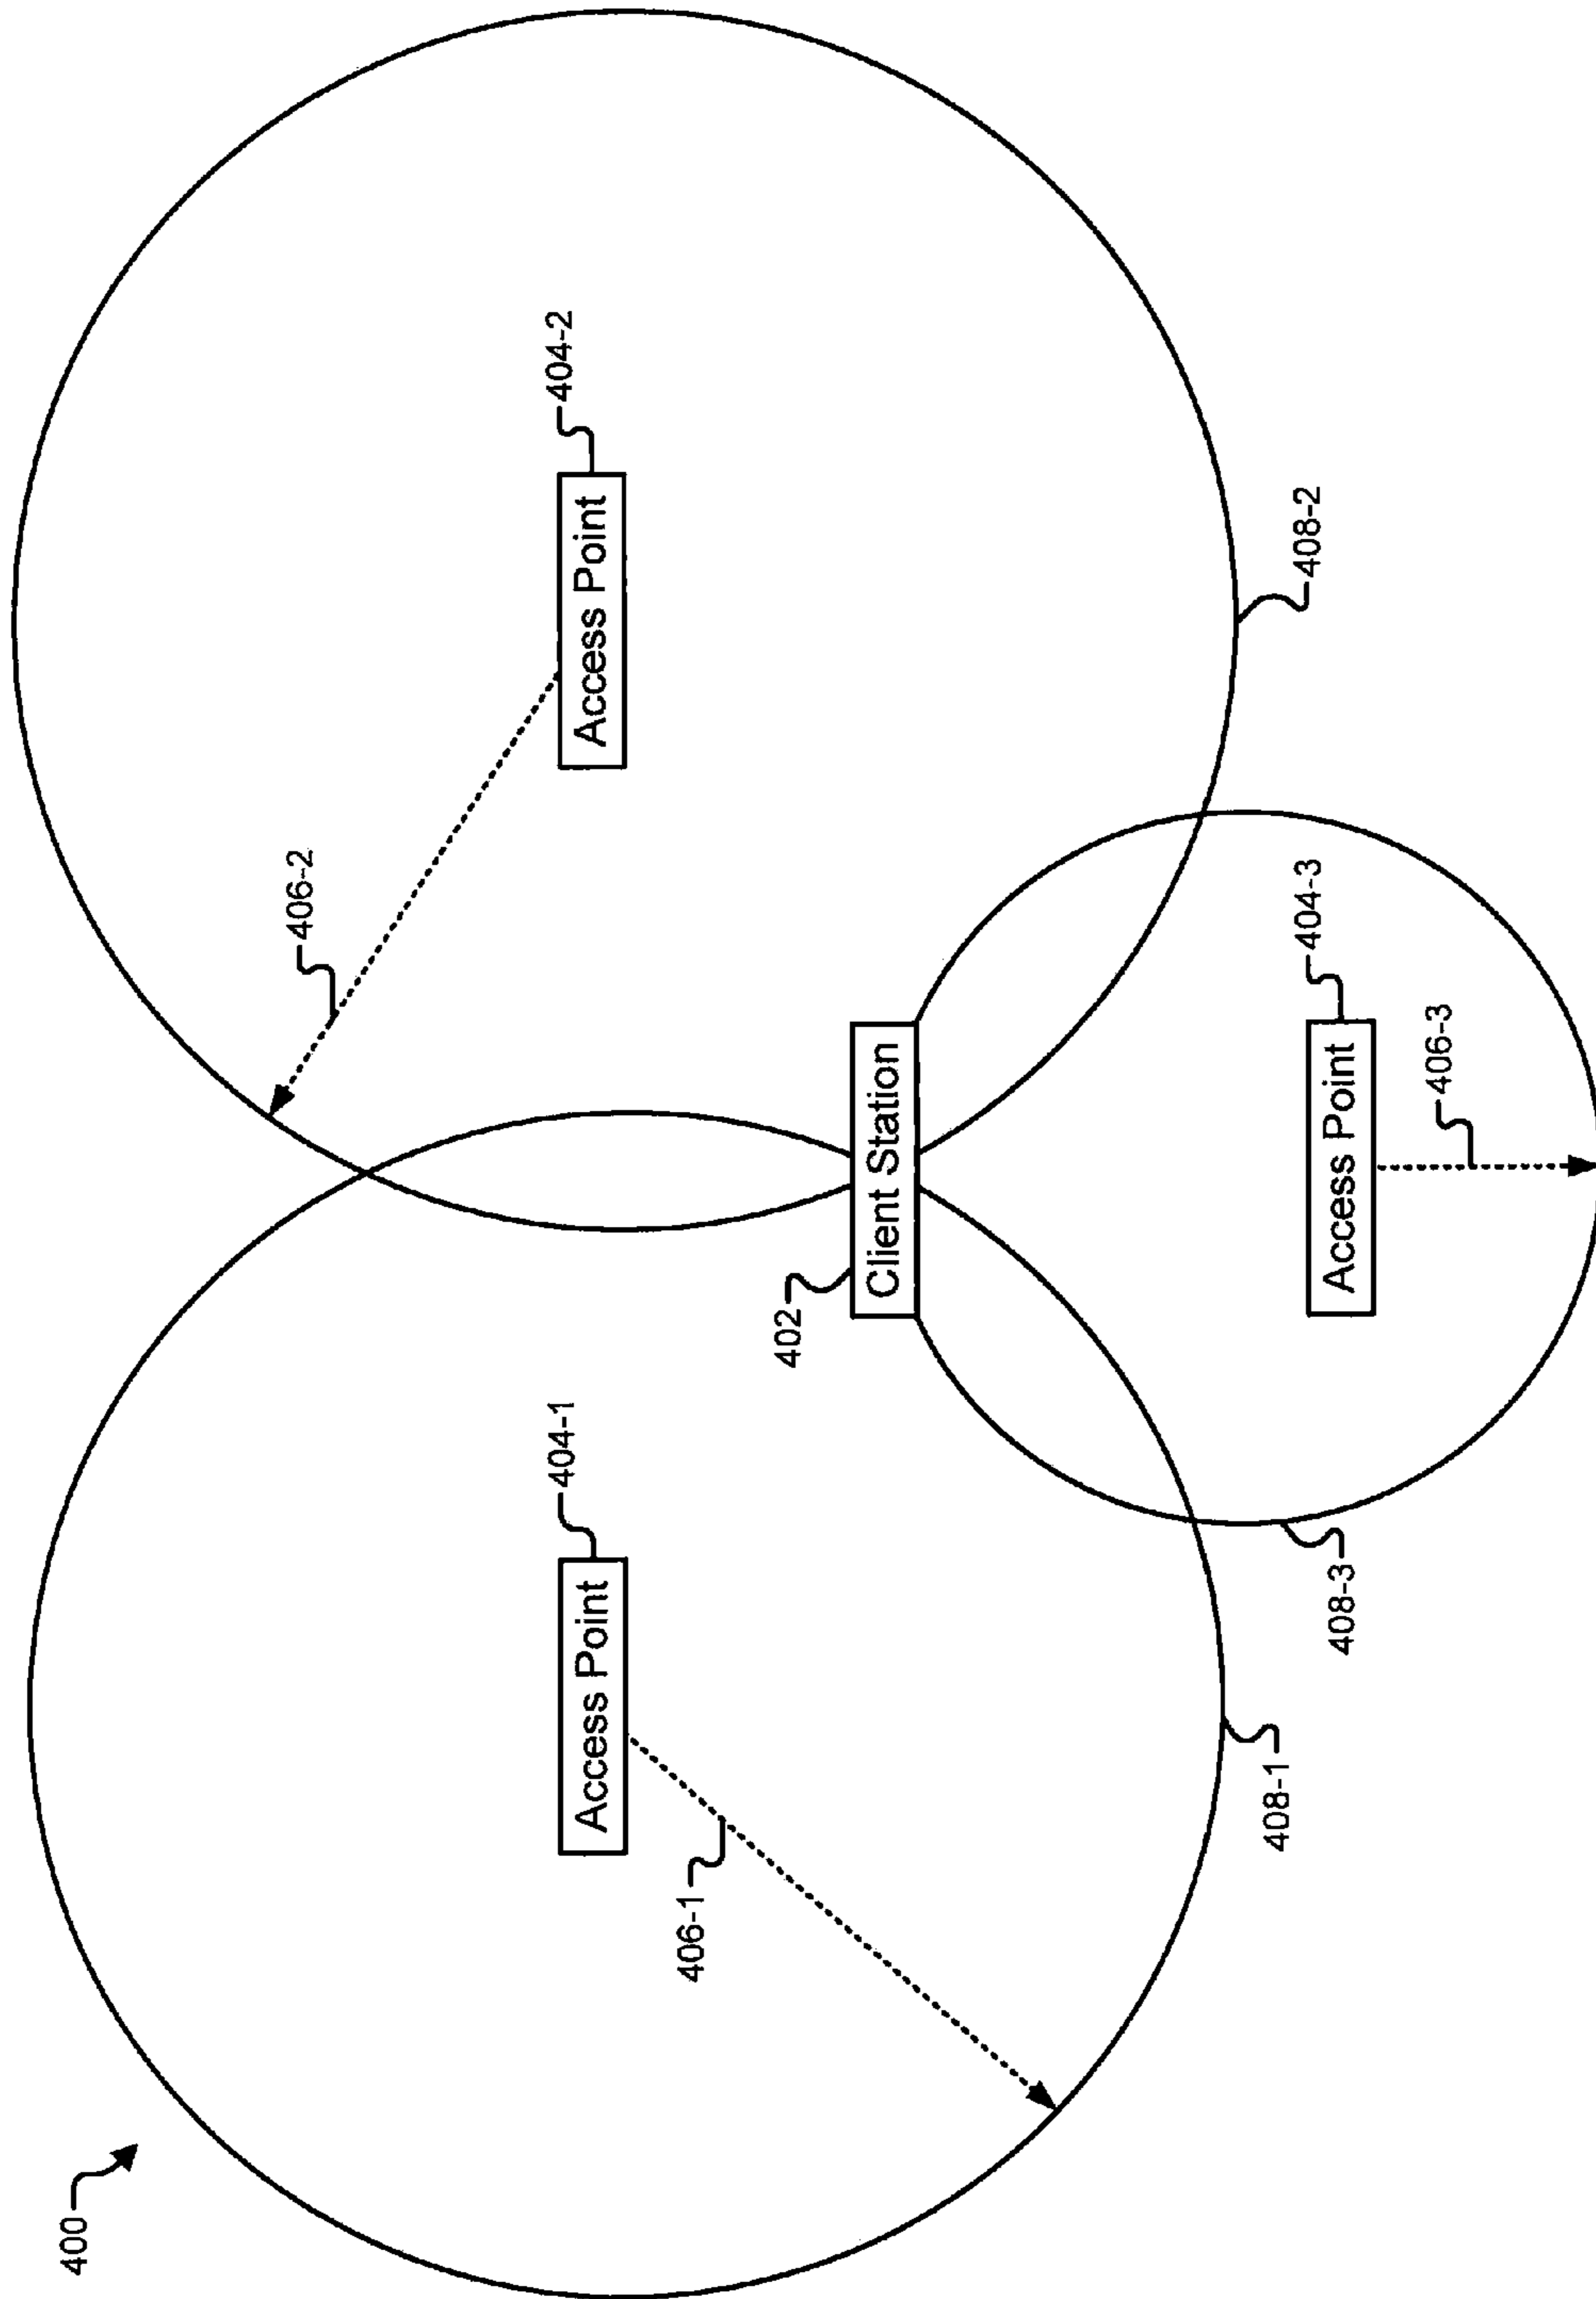 400
404-1
Access Point
406-1
408-1
406-2
404-2
Access Point
408-2
402
Client Station
404-3
Access Point
406-3
408-3